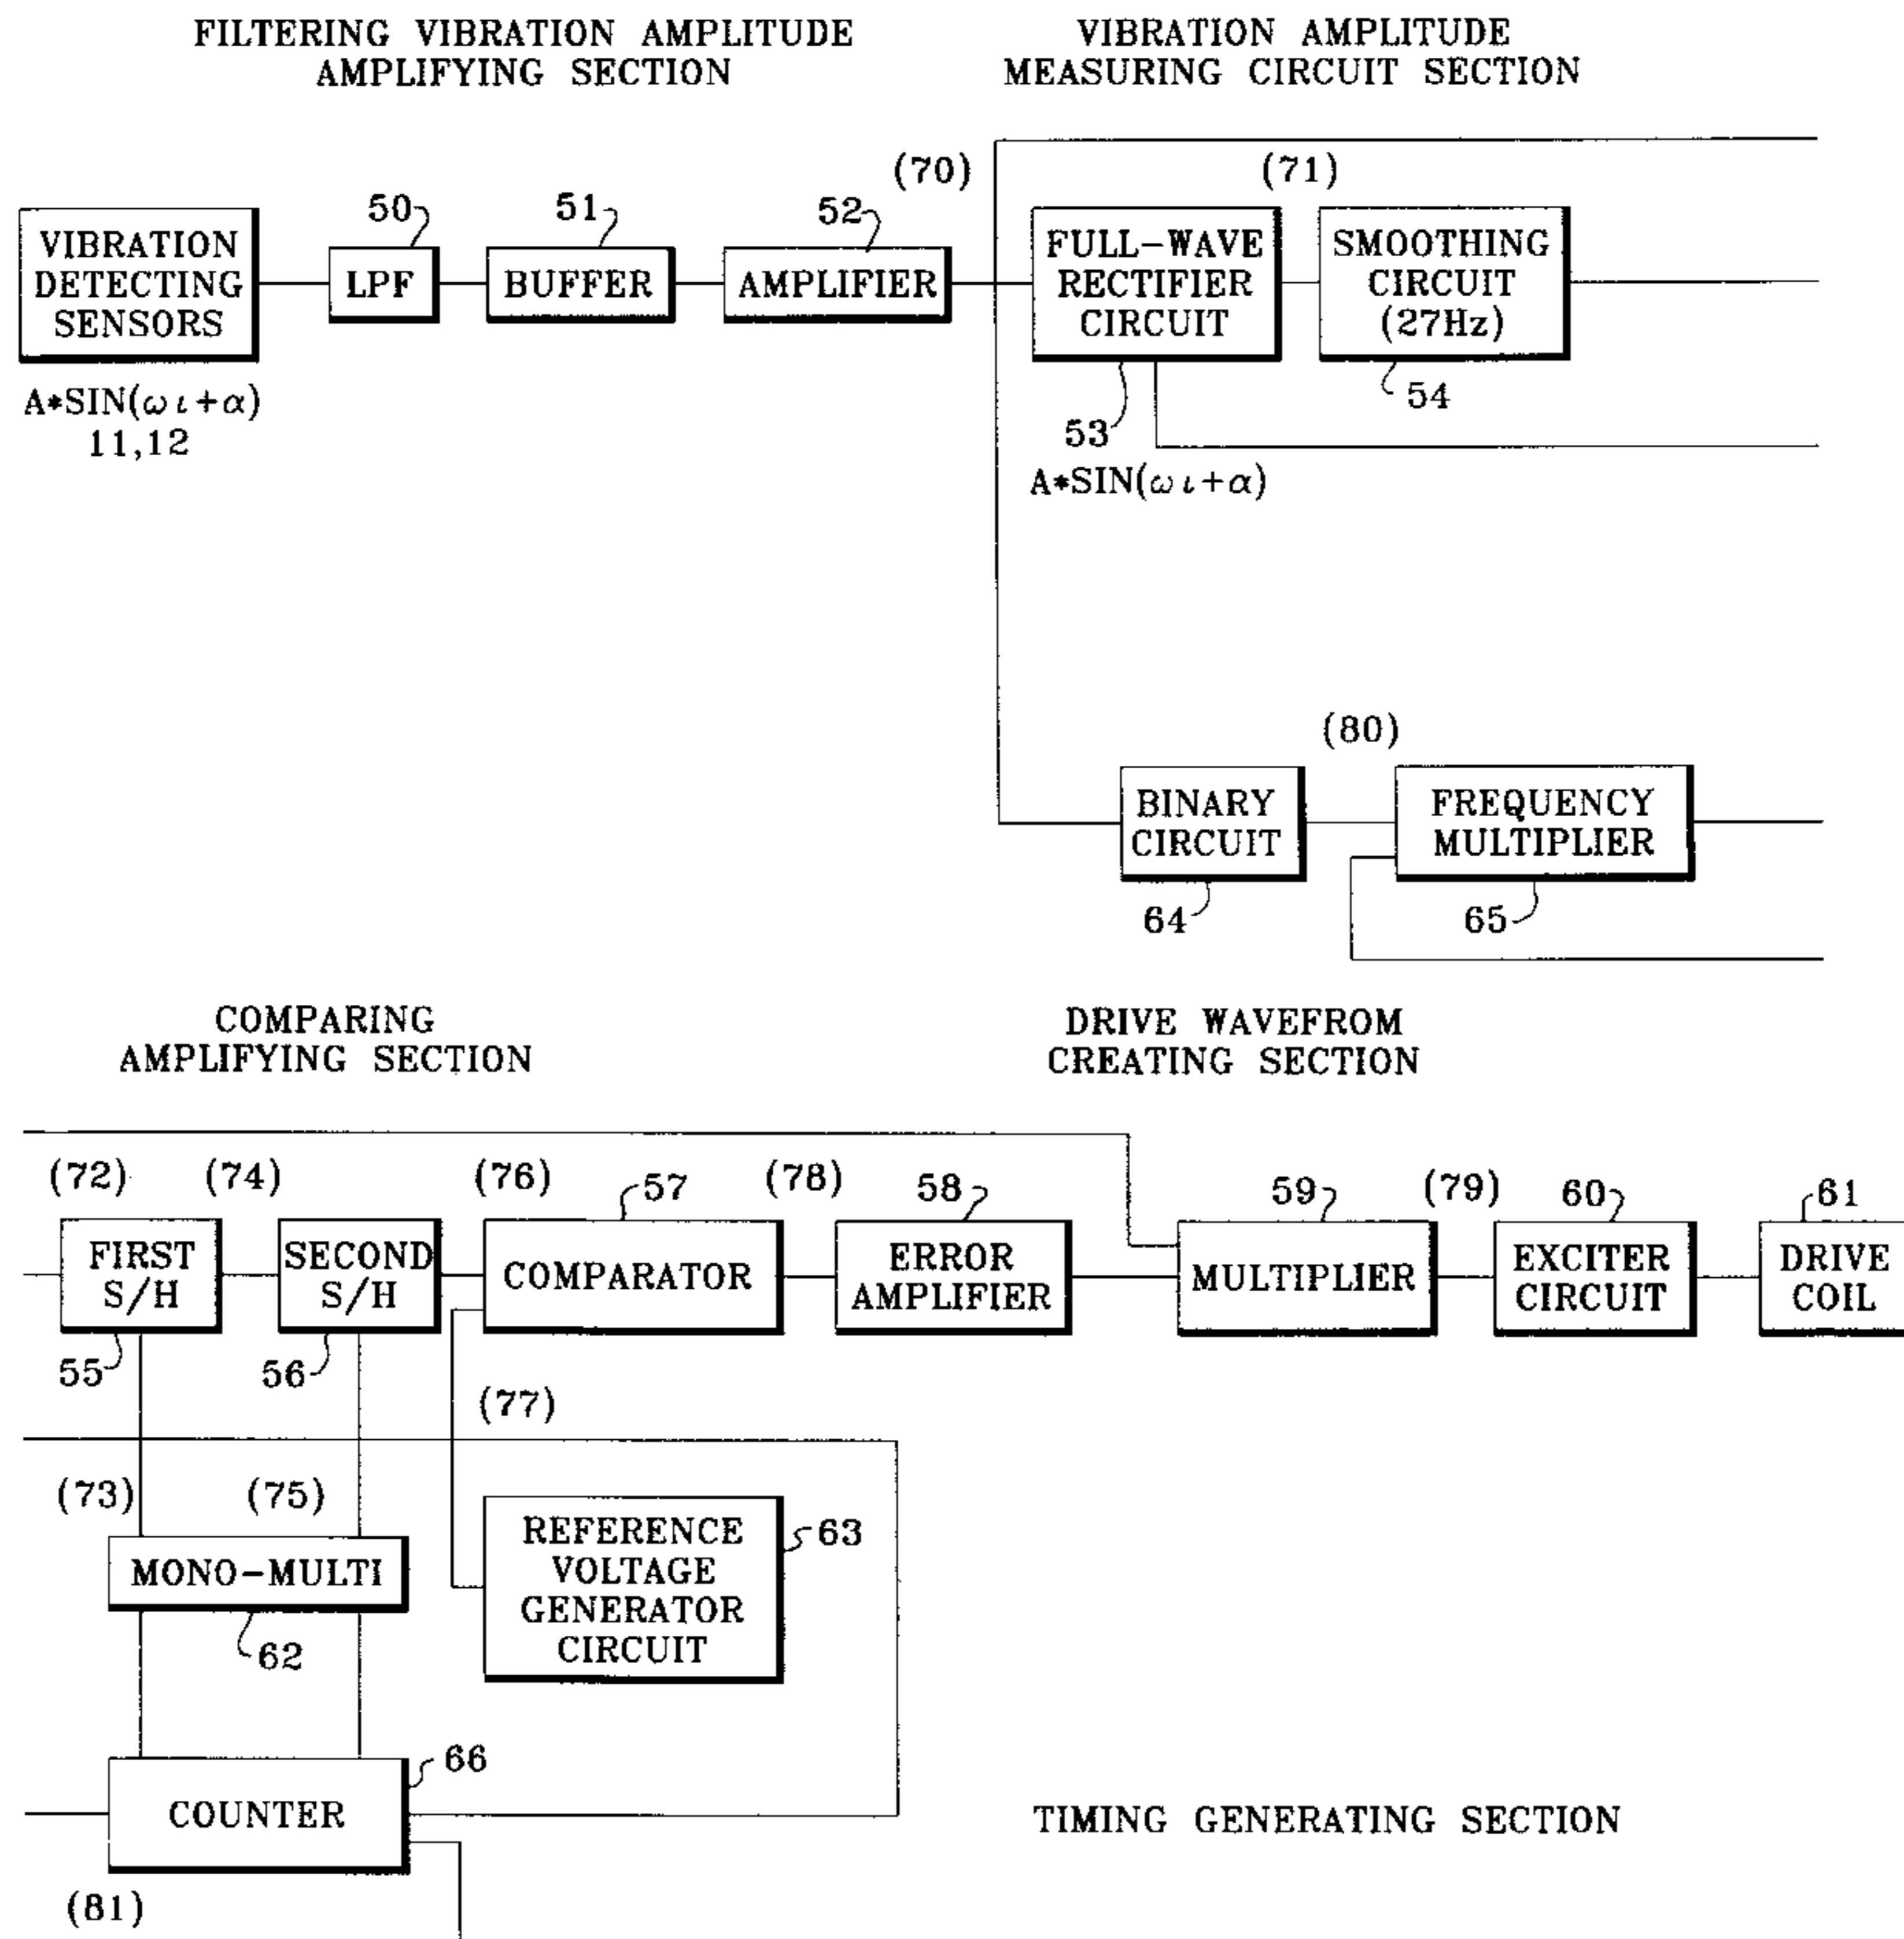 FILTERING VIBRATION AMPLITUDE
AMPLIFYING SECTION
VIBRATION AMPLITUDE
MEASURING CIRCUIT SECTION
(70)
(71)
50
51
52
VIBRATION
DETECTING
SENSORS
LPF
BUFFER
AMPLIFIER
FULL-WAVE
RECTIFIER
CIRCUIT
SMOOTHING
CIRCUIT
(27Hz)
A*SIN(ωι+α)
11,12
53
54
A*SIN(ωι+α)
(80)
BINARY
CIRCUIT
FREQUENCY
MULTIPLIER
64
65
COMPARING
AMPLIFYING SECTION
DRIVE WAVEFROM
CREATING SECTION
(72)
(74)
(76)
57
(78)
58
59
(79)
60
61
FIRST
S/H
SECOND
S/H
COMPARATOR
ERROR
AMPLIFIER
MULTIPLIER
EXCITER
CIRCUIT
DRIVE
COIL
55
56
(77)
(73)
(75)
MONO-MULTI
62
REFERENCE
VOLTAGE
GENERATOR
CIRCUIT
63
66
COUNTER
TIMING GENERATING SECTION
(81)